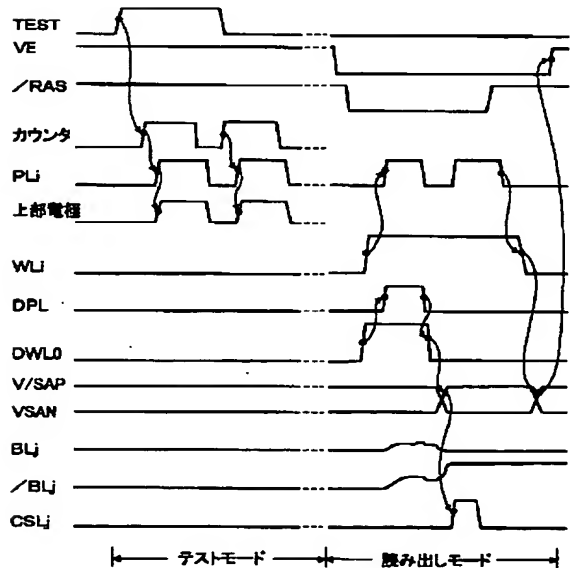 TEST
VE
／RAS
カウンタ
PLi
上部電極
WLi
DPL
DWL0
V/SAP
VSAN
BLj
／BLj
CSLj
テストモード
読み出しモード